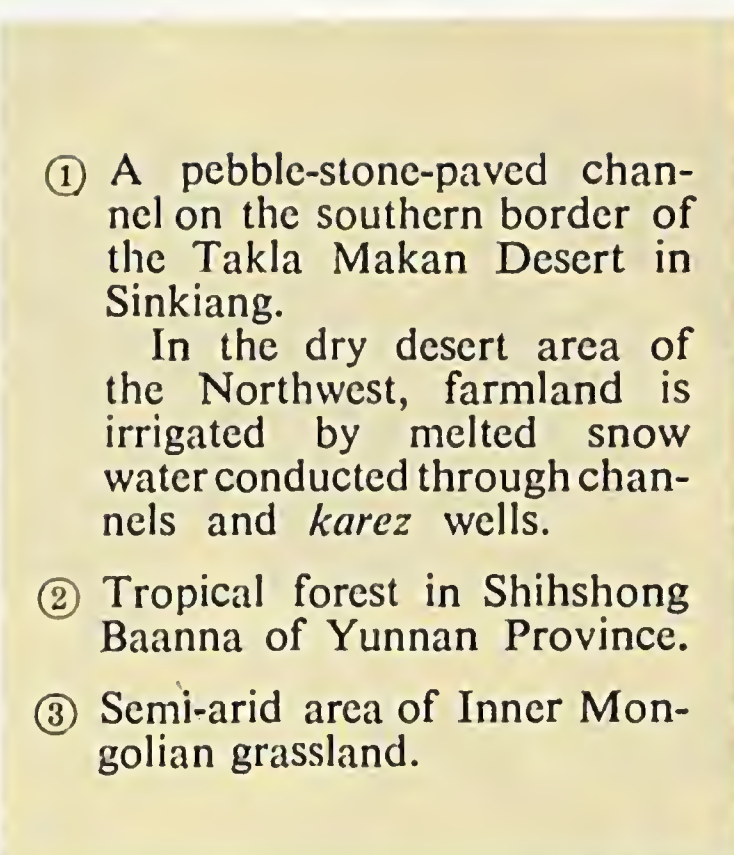 ① A pebble-stone-paved chan-
nel on the southern border of
the Takla Makan Desert in
Sinkiang.
In the dry desert area of
the Northwest, farmland is
irrigated by melted snow
water conducted through chan-
nels and karez wells.
② Tropical forest in Shihshong
Baanna of Yunnan Province.
③ Semi-arid area of Inner Mon-
golian grassland.